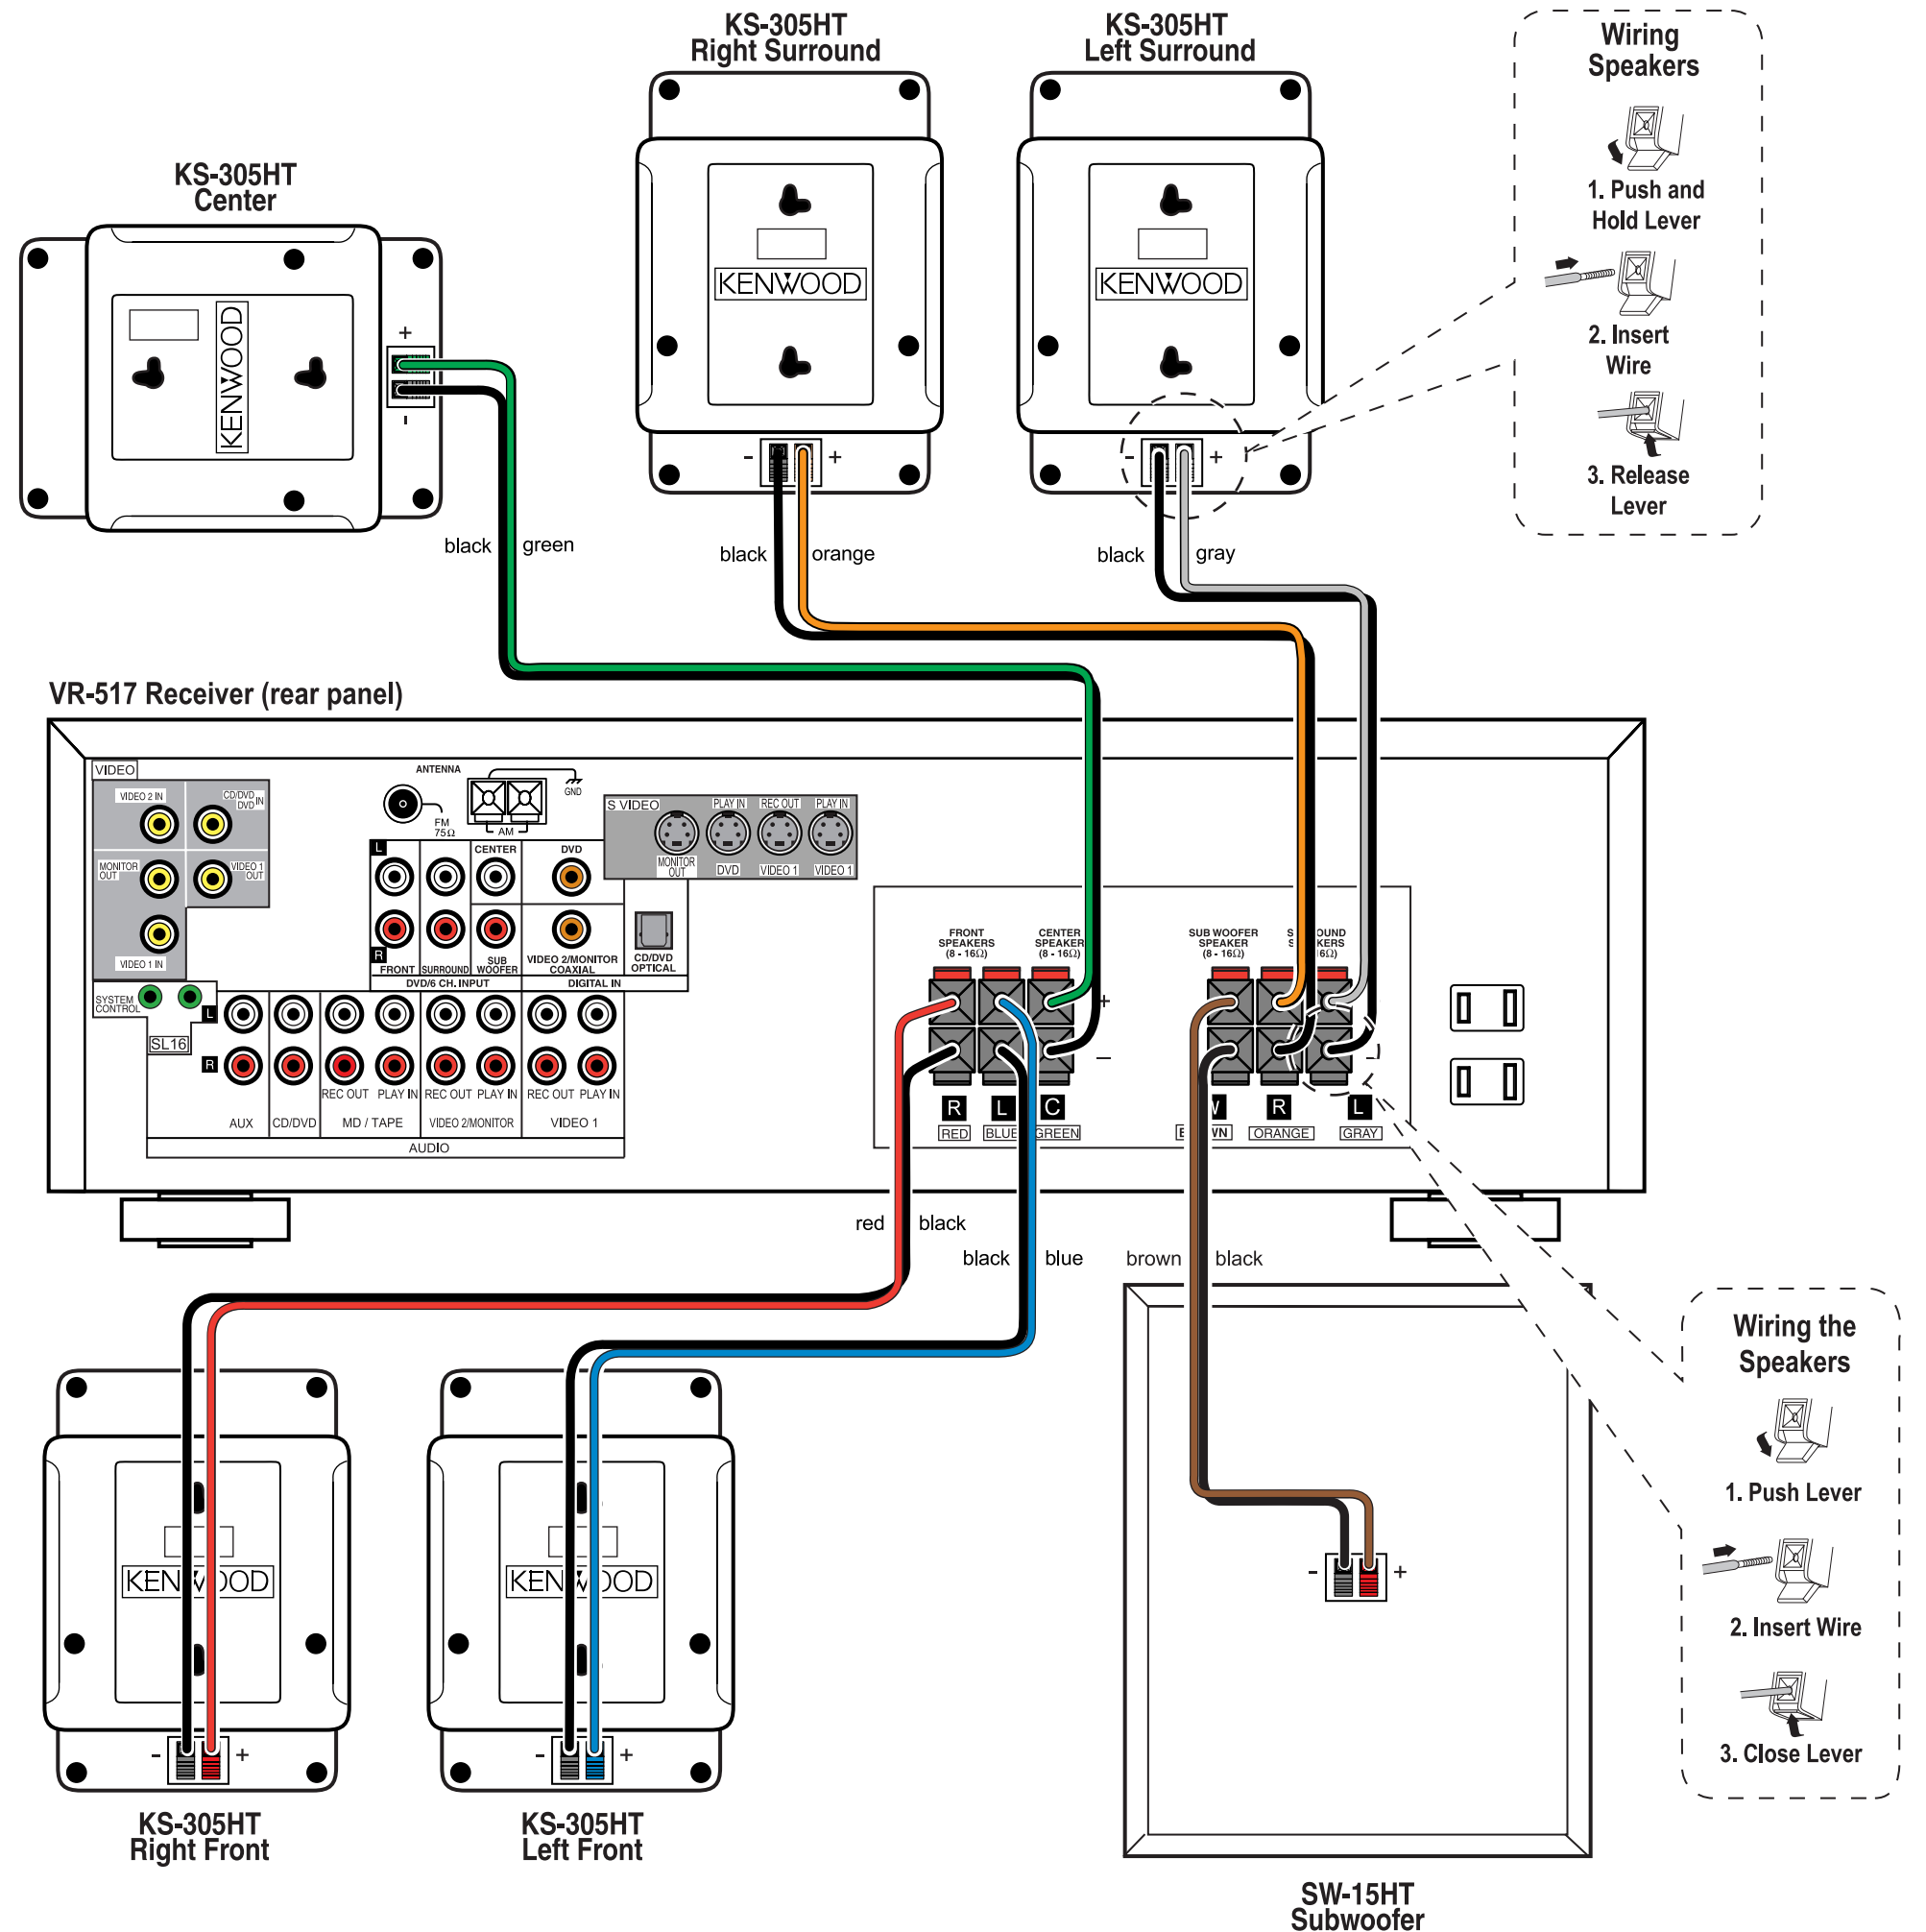 KS-305HT
Right Surround
KS-305HT
Left Surround
Wiring
Speakers
1. Push and
Hold Lever
2. Insert
Wire
3. Release
Lever
KS-305HT
Center
KENWOOD
+
-
KENWOOD
- +
KENWOOD
- +
black green
black orange
black gray
VR-517 Receiver (rear panel)
VIDEO
VIDEO 2 IN
CD/DVD
DVD IN
MONITOR
OUT
VIDEO 1
OUT
VIDEO 1 IN
ANTENNA
GND
FM
75Ω
AM
S VIDEO
PLAY IN REC OUT PLAY IN
MONITOR
OUT
DVD VIDEO 1 VIDEO 1
L
CENTER DVD
R
FRONT SURROUND
SUB
WOOFER
VIDEO 2/MONITOR
COAXIAL
CD/DVD
OPTICAL
DVD/6 CH. INPUT DIGITAL IN
SYSTEM
CONTROL
SL16
L
R
REC OUT PLAY IN REC OUT PLAY IN REC OUT PLAY IN
AUX CD/DVD MD / TAPE VIDEO 2/MONITOR VIDEO 1
AUDIO
FRONT
SPEAKERS
(8 - 16Ω)
CENTER
SPEAKER
(8 - 16Ω)
SUB WOOFER
SPEAKER
(8 - 16Ω)
16Ω)
+
–
-
R L C R L
RED BLUE GREEN ORANGE GRAY
red black
black blue
brown black
KENWOOD
- +
KS-305HT
Right Front
KENWOOD
- +
KS-305HT
Left Front
- +
SW-15HT
Subwoofer
Wiring the
Speakers
1. Push Lever
2. Insert Wire
3. Close Lever